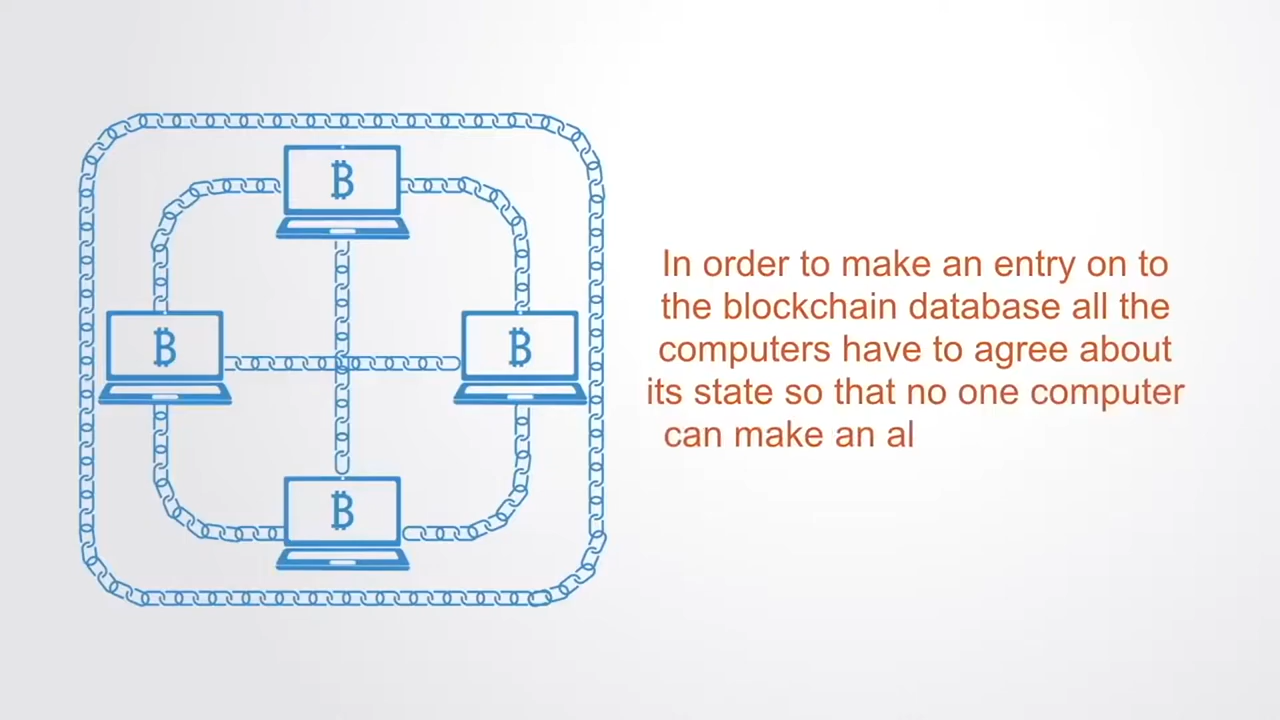 ₿
₿
₿
₿
In order to make an entry on to
the blockchain database all the
computers have to agree about
its state so that no one computer
can make an al